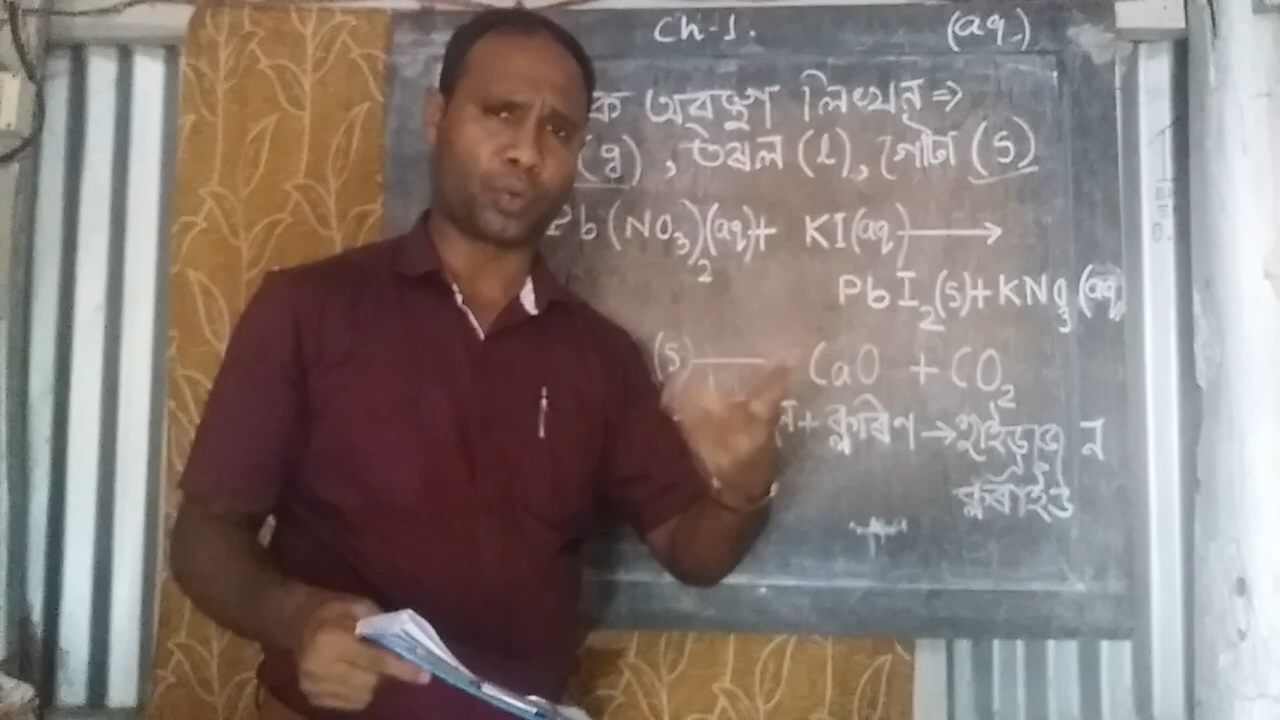 Ch-1. (aq.)
ক অৱস্থা লিখন ⇒
(g), তৰল (l), গোটা (s)
Pb(NO₃)₂(aq)+ KI(aq) ⟶
PbI₂(s)+KNO₃(aq)
(s) CaO + CO₂
ন+ ক্লৰিণ → হাইড্ৰজেন
ক্লৰাইড